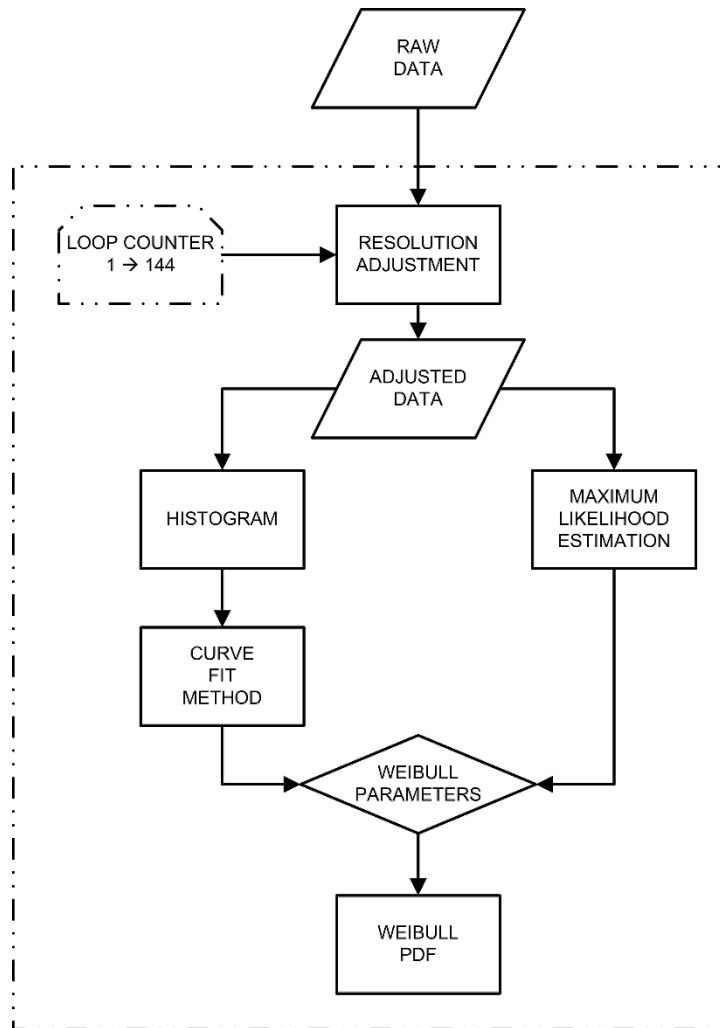 RAW
DATA
LOOP COUNTER
1 → 144
RESOLUTION
ADJUSTMENT
ADJUSTED
DATA
HISTOGRAM
MAXIMUM
LIKELIHOOD
ESTIMATION
CURVE
FIT
METHOD
WEIBULL
PARAMETERS
WEIBULL
PDF